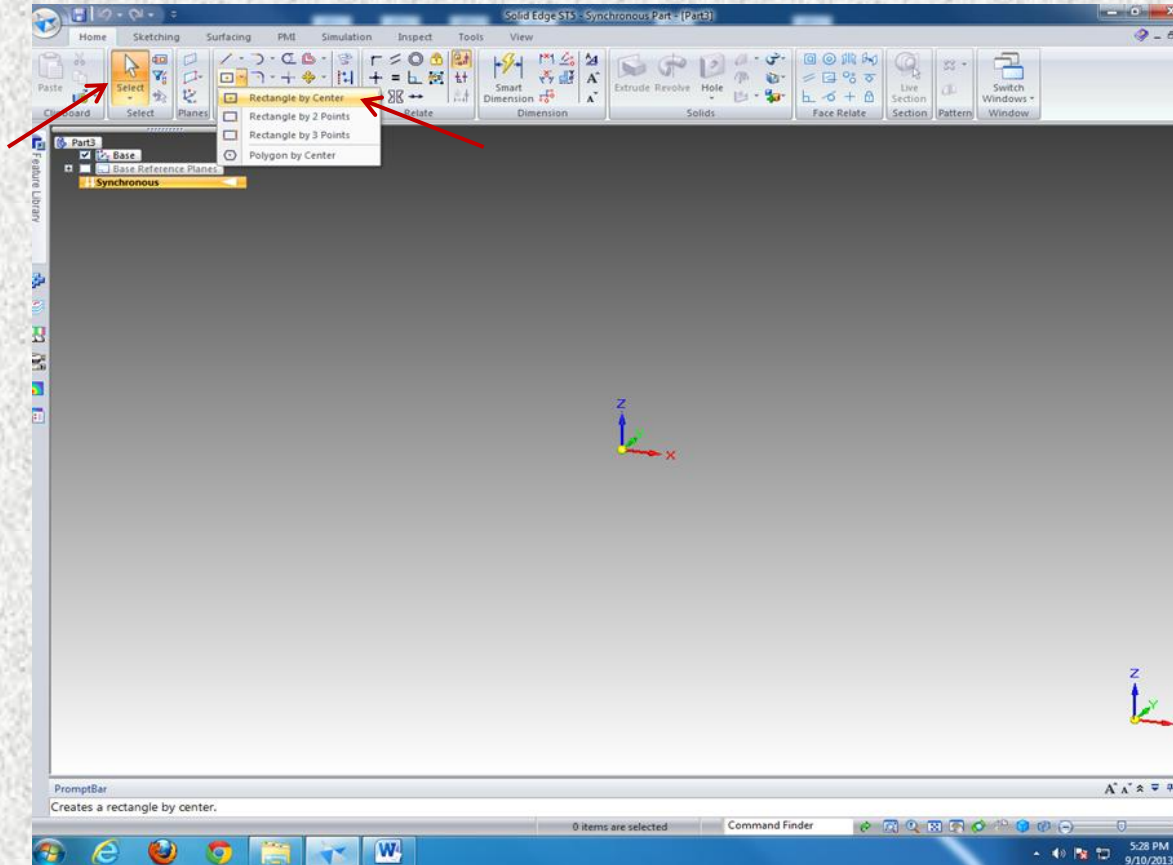 Solid Edge ST5 - Synchronous Part - [Part3]
Home Sketching Surfacing PMI Simulation Inspect Tools View
Paste Select Smart Dimension Extrude Revolve Hole Live Section Switch Windows
Clipboard Select Planes Relate Dimension Solids Face Relate Section Pattern Window
Rectangle by Center
Rectangle by 2 Points
Rectangle by 3 Points
Polygon by Center
Part3
Base
Base Reference Planes
Synchronous
Feature Library
Z
X
Z
Y
PromptBar
Creates a rectangle by center.
0 items are selected Command Finder
5:28 PM
9/10/2013